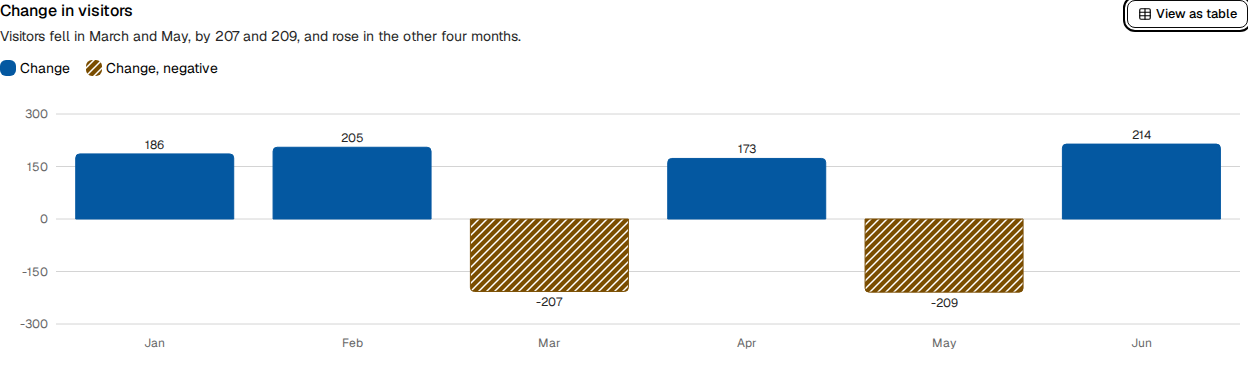 Change in visitors
View as table
Visitors fell in March and May, by 207 and 209, and rose in the other four months.
Change
Change, negative
300
150
0
-150
-300
186
205
-207
173
-209
214
Jan
Feb
Mar
Apr
May
Jun